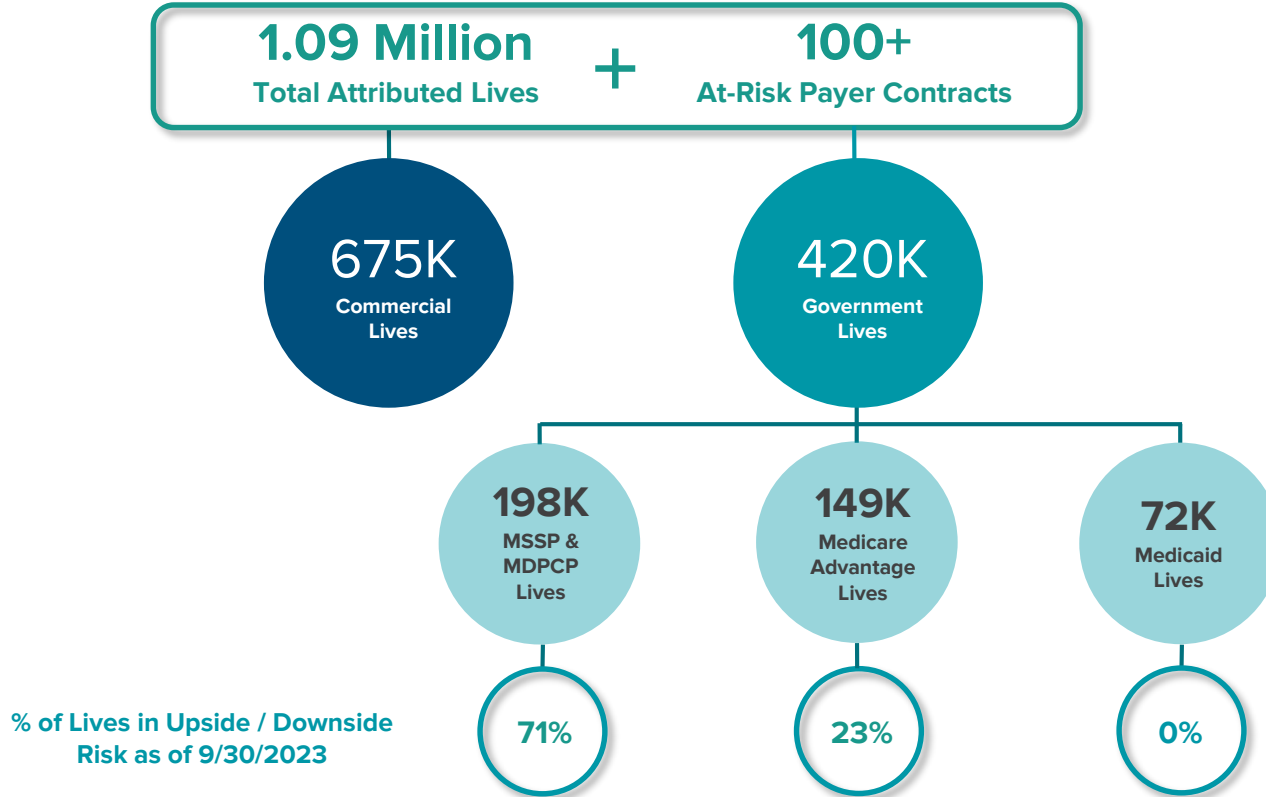 1.09 Million
Total Attributed Lives
+
100+
At-Risk Payer Contracts
675K
Commercial
Lives
420K
Government
Lives
198K
MSSP &
MDPCP
Lives
149K
Medicare
Advantage
Lives
72K
Medicaid
Lives
% of Lives in Upside / Downside
Risk as of 9/30/2023
71%
23%
0%